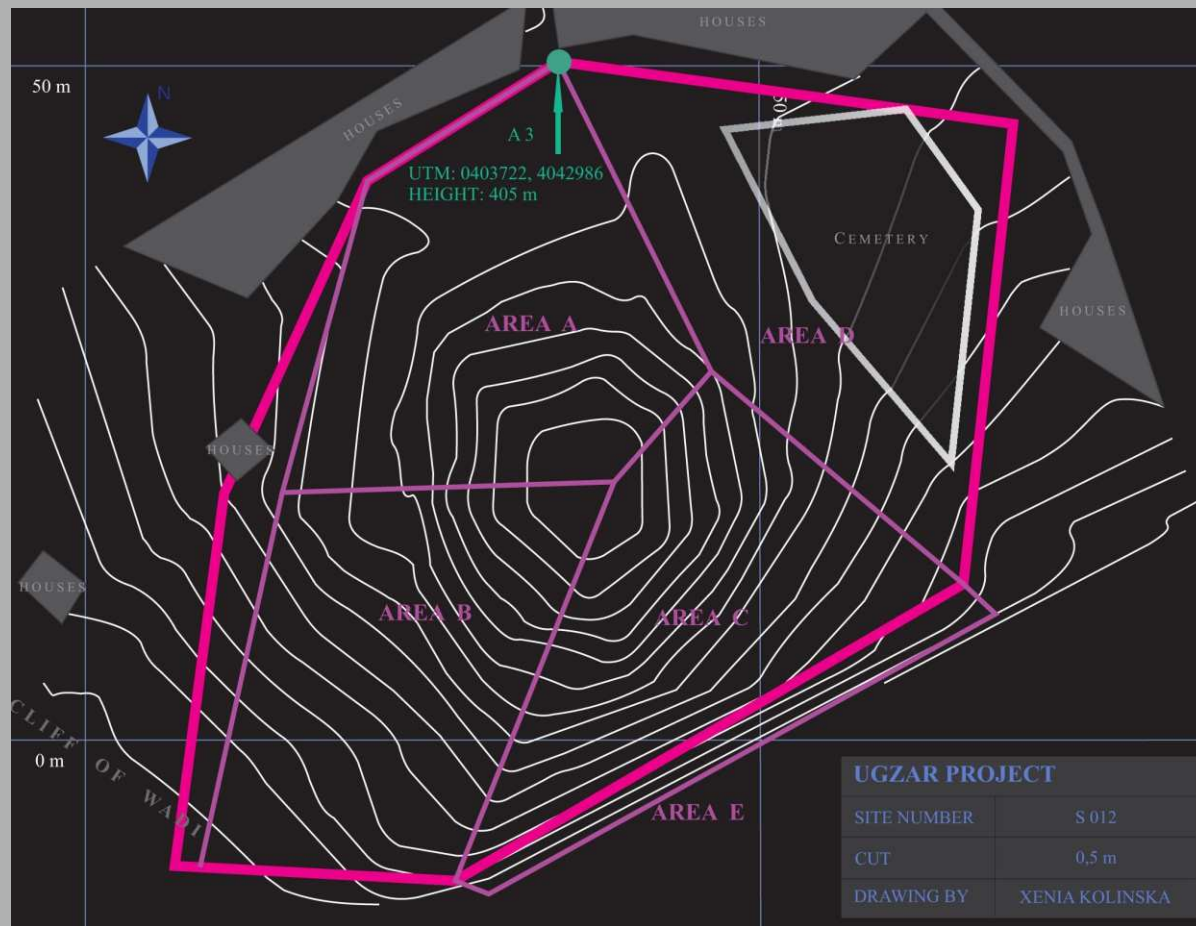 HOUSES
50 m
N
HOUSES
A 3
UTM: 0403722, 4042986
HEIGHT: 405 m
CEMETERY
HOUSES
AREA A
AREA D
HOUSES
HOUSES
AREA B
AREA C
CLIFF OF WADI
0 m
AREA E
UGZAR PROJECT
SITE NUMBER S 012
CUT 0,5 m
DRAWING BY XENIA KOLINSKA